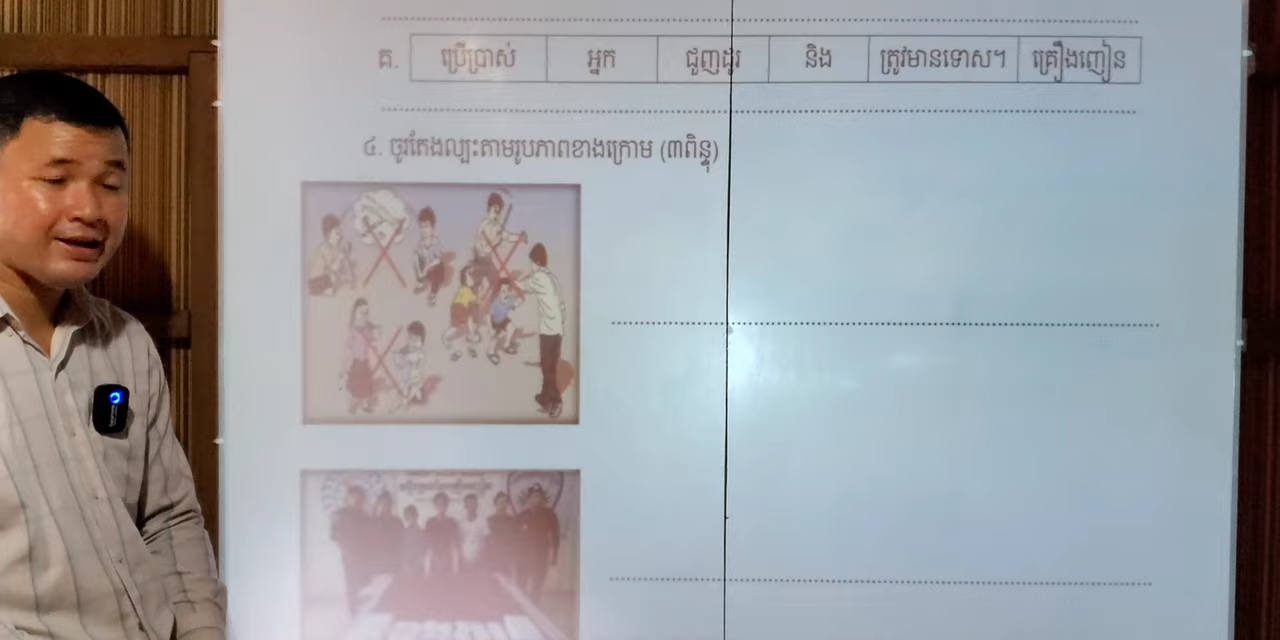 គ. ប្រើប្រាស់ អ្នក ជួញដូរ និង ត្រូវមានទោស។ គ្រឿងញៀន
៤. ចូរតែងល្បះតាមរូបភាពខាងក្រោម (៣ពិន្ទុ)